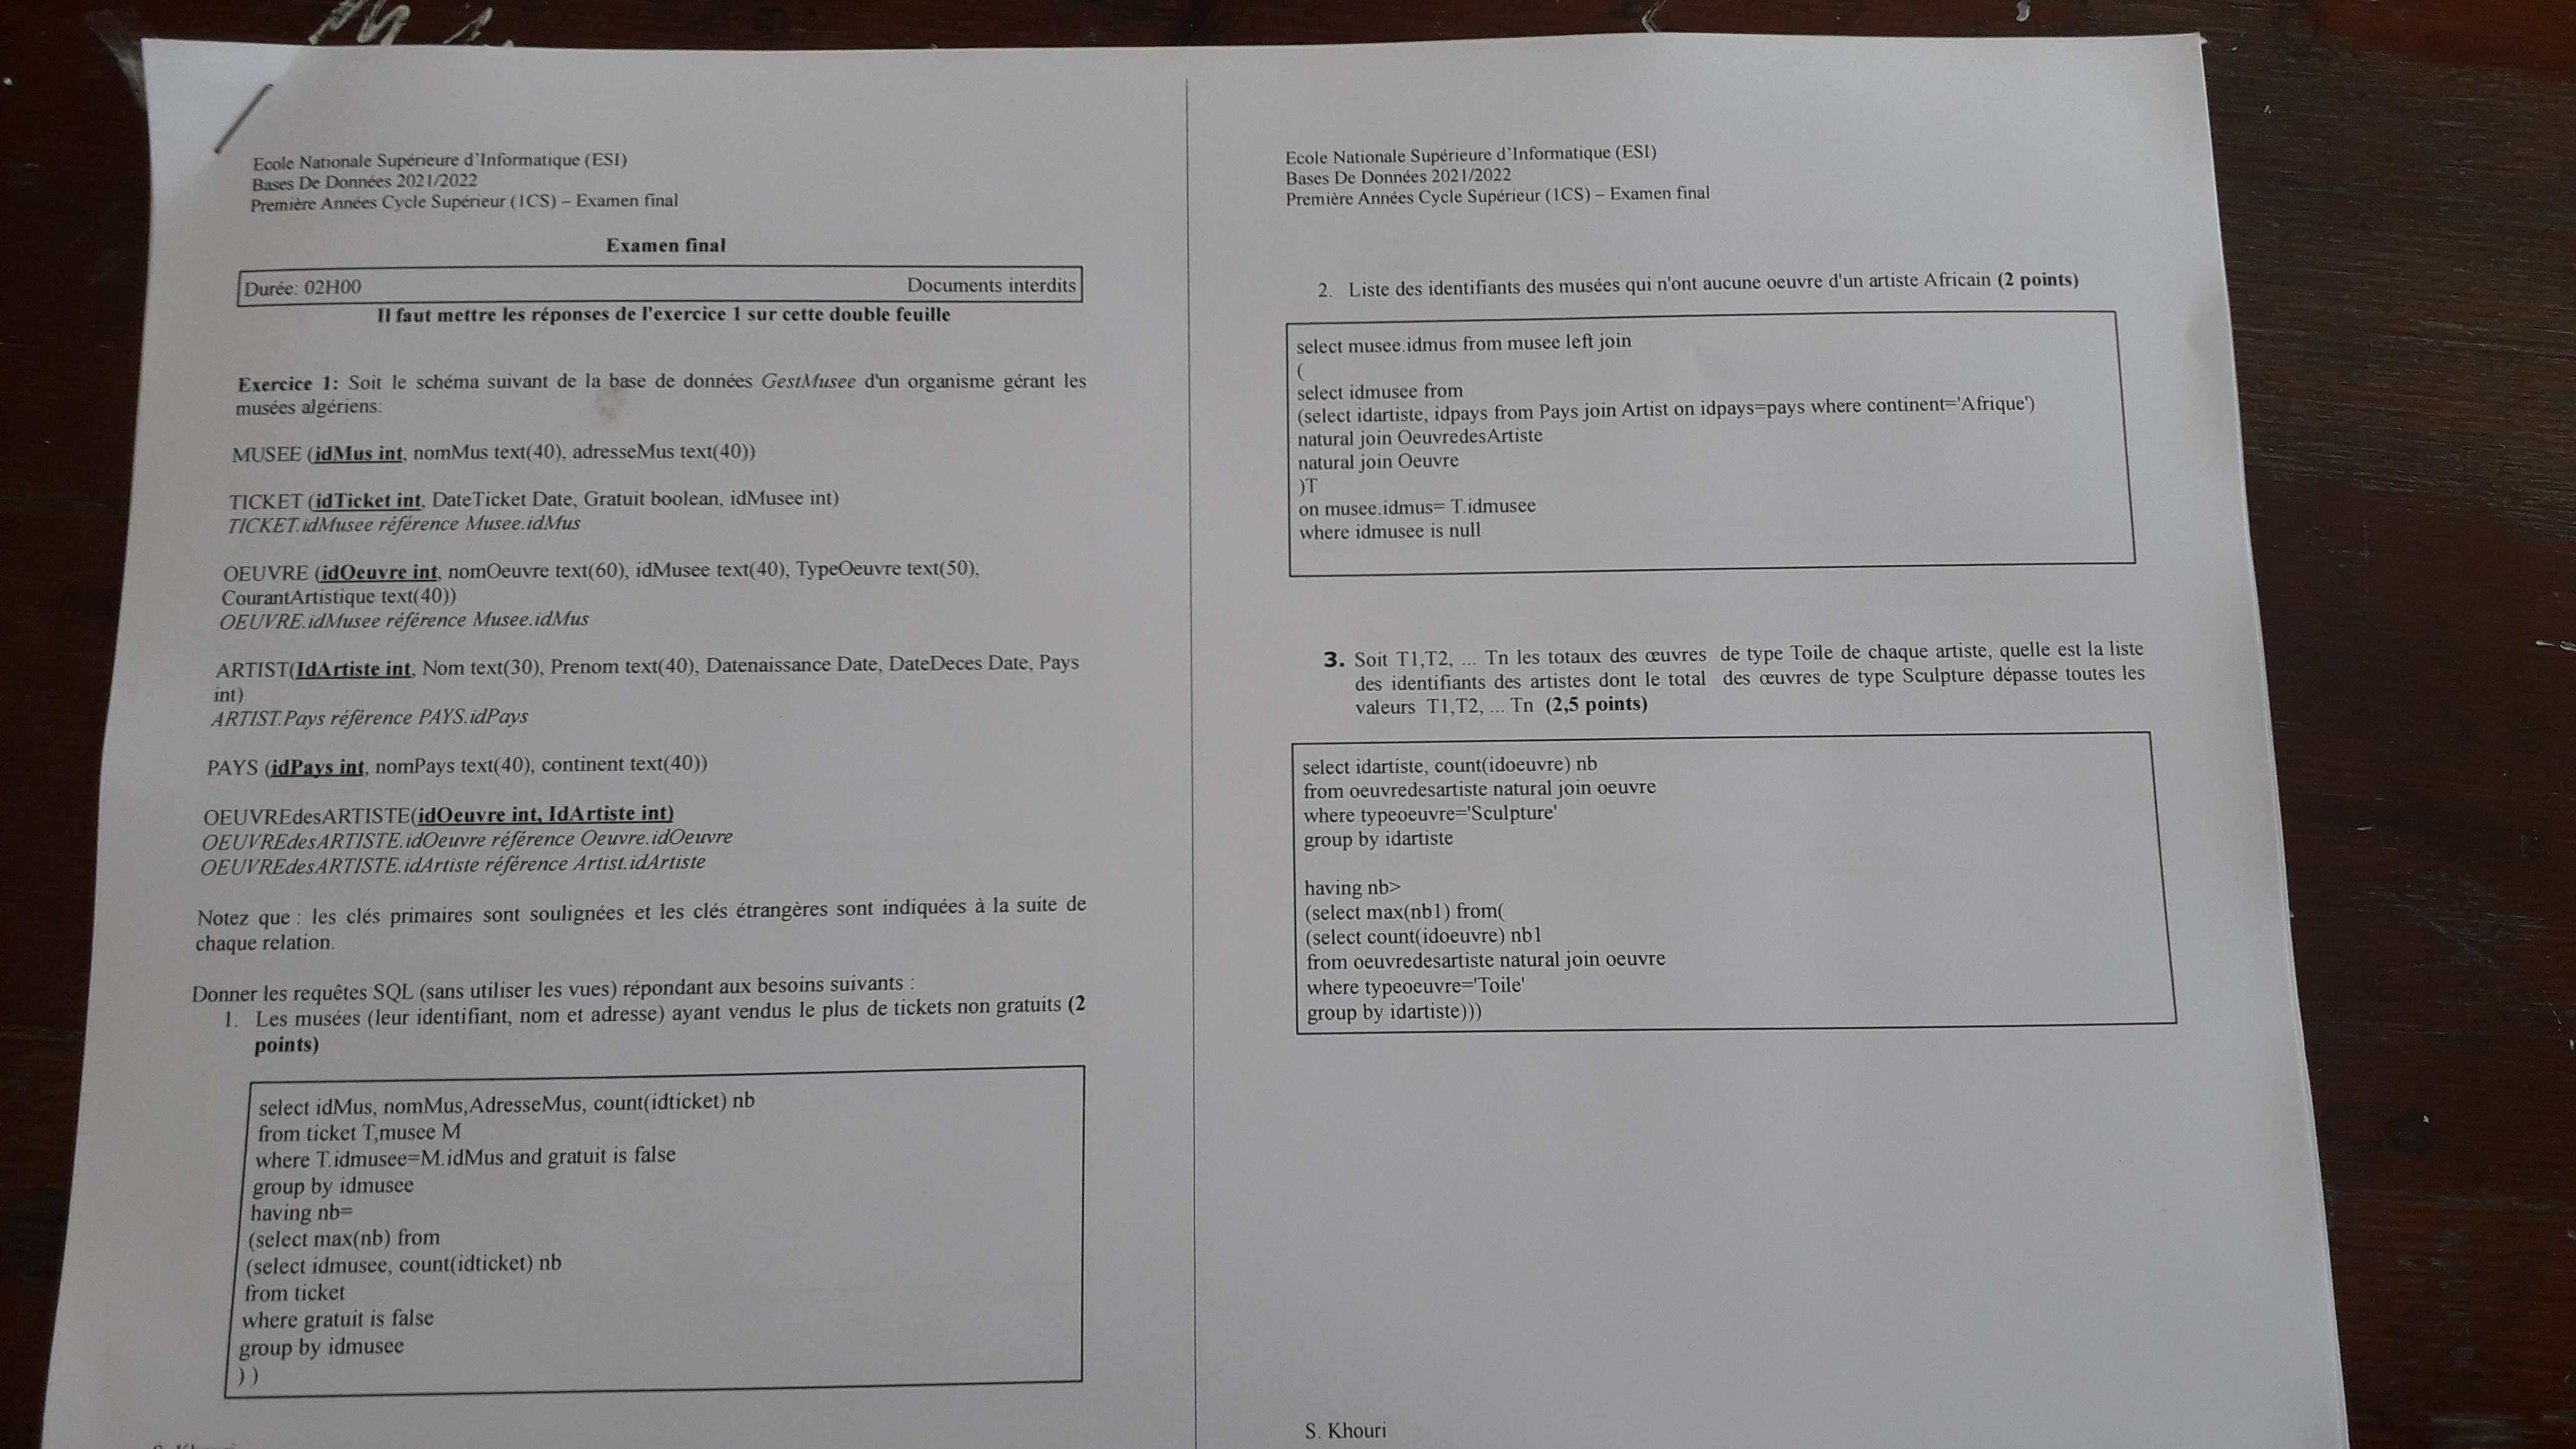 Ecole Nationale Supérieure d'Informatique (ESI)
Bases De Données 2021/2022
Première Années Cycle Supérieur (1CS) – Examen final
Examen final
Durée: 02H00 Documents interdits
Il faut mettre les réponses de l'exercice 1 sur cette double feuille
Exercice 1: Soit le schéma suivant de la base de données GestMusee d'un organisme gérant les
musées algériens:
MUSEE (idMus int, nomMus text(40), adresseMus text(40))
TICKET (idTicket int, DateTicket Date, Gratuit boolean, idMusee int)
TICKET.idMusee référence Musee.idMus
OEUVRE (idOeuvre int, nomOeuvre text(60), idMusee text(40), TypeOeuvre text(50),
CourantArtistique text(40))
OEUVRE.idMusee référence Musee.idMus
ARTIST(IdArtiste int, Nom text(30), Prenom text(40), Datenaissance Date, DateDeces Date, Pays
int)
ARTIST.Pays référence PAYS.idPays
PAYS (idPays int, nomPays text(40), continent text(40))
OEUVREdesARTISTE(idOeuvre int, IdArtiste int)
OEUVREdesARTISTE.idOeuvre référence Oeuvre.idOeuvre
OEUVREdesARTISTE.idArtiste référence Artist.idArtiste
Notez que : les clés primaires sont soulignées et les clés étrangères sont indiquées à la suite de
chaque relation.
Donner les requêtes SQL (sans utiliser les vues) répondant aux besoins suivants :
1. Les musées (leur identifiant, nom et adresse) ayant vendus le plus de tickets non gratuits (2
points)
select idMus, nomMus,AdresseMus, count(idticket) nb
from ticket T,musee M
where T.idmusee=M.idMus and gratuit is false
group by idmusee
having nb=
(select max(nb) from
(select idmusee, count(idticket) nb
from ticket
where gratuit is false
group by idmusee
) )
Ecole Nationale Supérieure d'Informatique (ESI)
Bases De Données 2021/2022
Première Années Cycle Supérieur (1CS) – Examen final
2. Liste des identifiants des musées qui n'ont aucune oeuvre d'un artiste Africain (2 points)
select musee.idmus from musee left join
(
select idmusee from
(select idartiste, idpays from Pays join Artist on idpays=pays where continent='Afrique')
natural join OeuvredesArtiste
natural join Oeuvre
)T
on musee.idmus= T.idmusee
where idmusee is null
3. Soit T1,T2, ... Tn les totaux des œuvres de type Toile de chaque artiste, quelle est la liste
des identifiants des artistes dont le total des œuvres de type Sculpture dépasse toutes les
valeurs T1,T2, ... Tn (2,5 points)
select idartiste, count(idoeuvre) nb
from oeuvredesartiste natural join oeuvre
where typeoeuvre='Sculpture'
group by idartiste
having nb>
(select max(nb1) from(
(select count(idoeuvre) nb1
from oeuvredesartiste natural join oeuvre
where typeoeuvre='Toile'
group by idartiste)))
S. Khouri